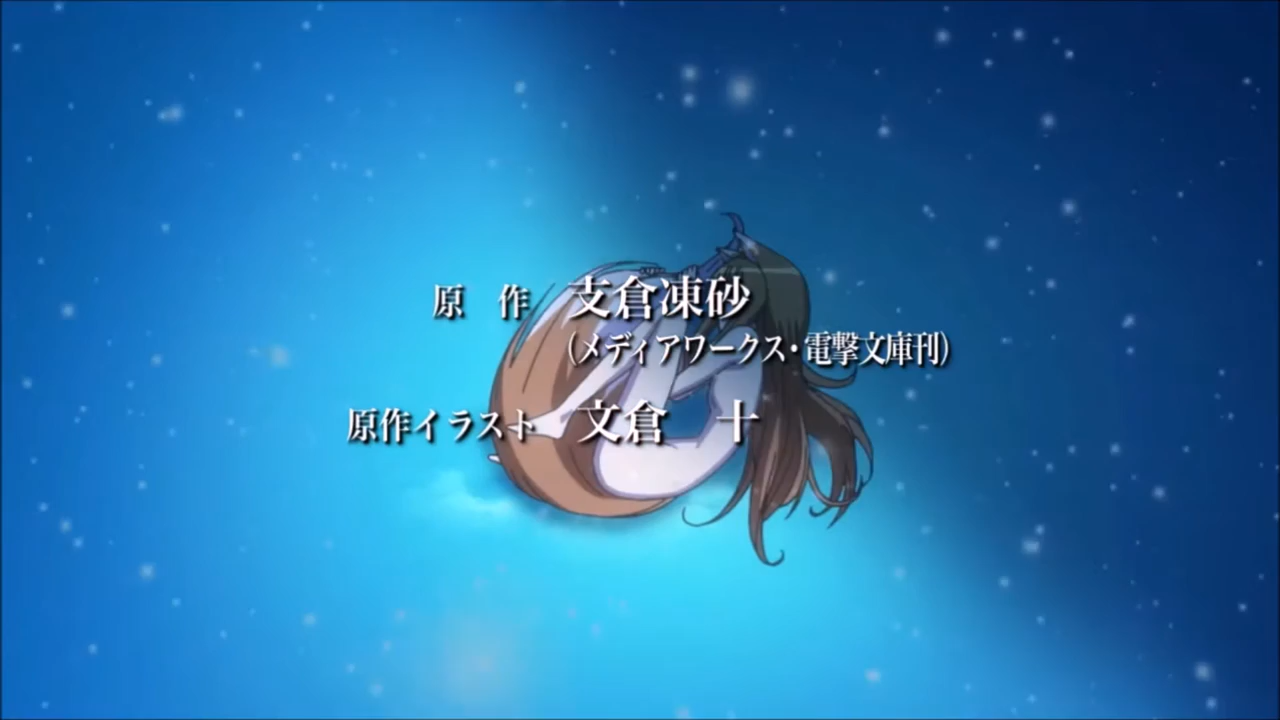 原　作　支倉凍砂
（メディアワークス・電撃文庫刊）
原作イラスト　文倉　十